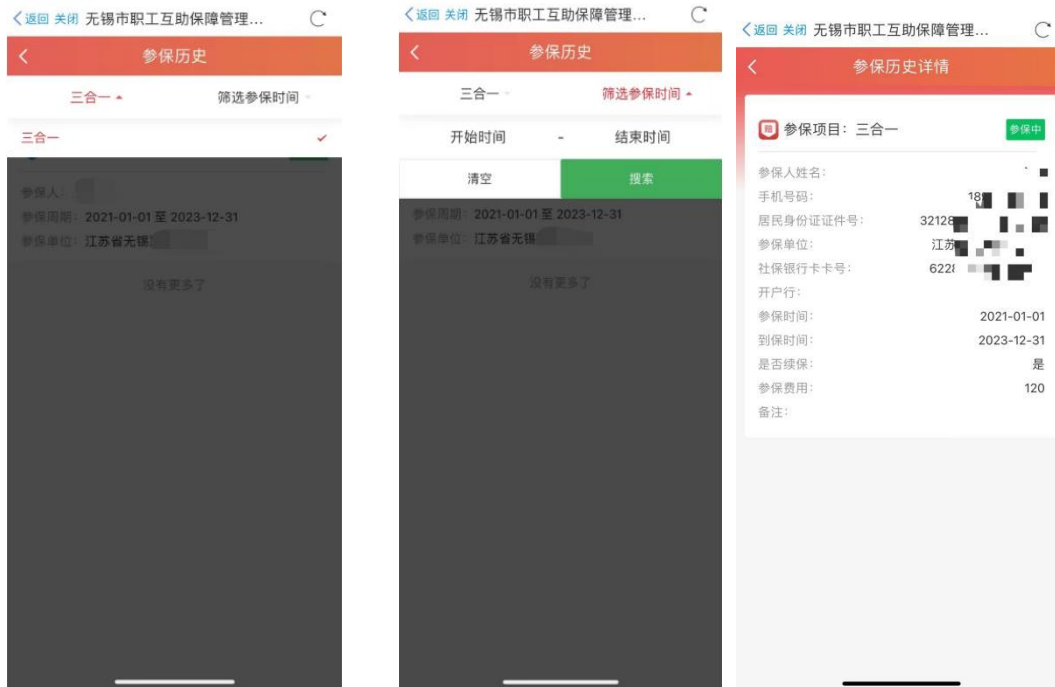 返回 关闭 无锡市职工互助保障管理...
参保历史
三合一 筛选参保时间
三合一
参保人：
参保周期：2021-01-01 至 2023-12-31
参保单位：江苏省无锡
没有更多了
返回 关闭 无锡市职工互助保障管理...
参保历史
三合一 筛选参保时间
开始时间 - 结束时间
清空 搜索
参保周期：2021-01-01 至 2023-12-31
参保单位：江苏省无锡
没有更多了
返回 关闭 无锡市职工互助保障管理...
参保历史详情
参保项目：三合一 参保中
参保人姓名：
手机号码： 18
居民身份证证件号： 32128
参保单位： 江苏
社保银行卡卡号： 622
开户行：
参保时间： 2021-01-01
到保时间： 2023-12-31
是否续保： 是
参保费用： 120
备注：